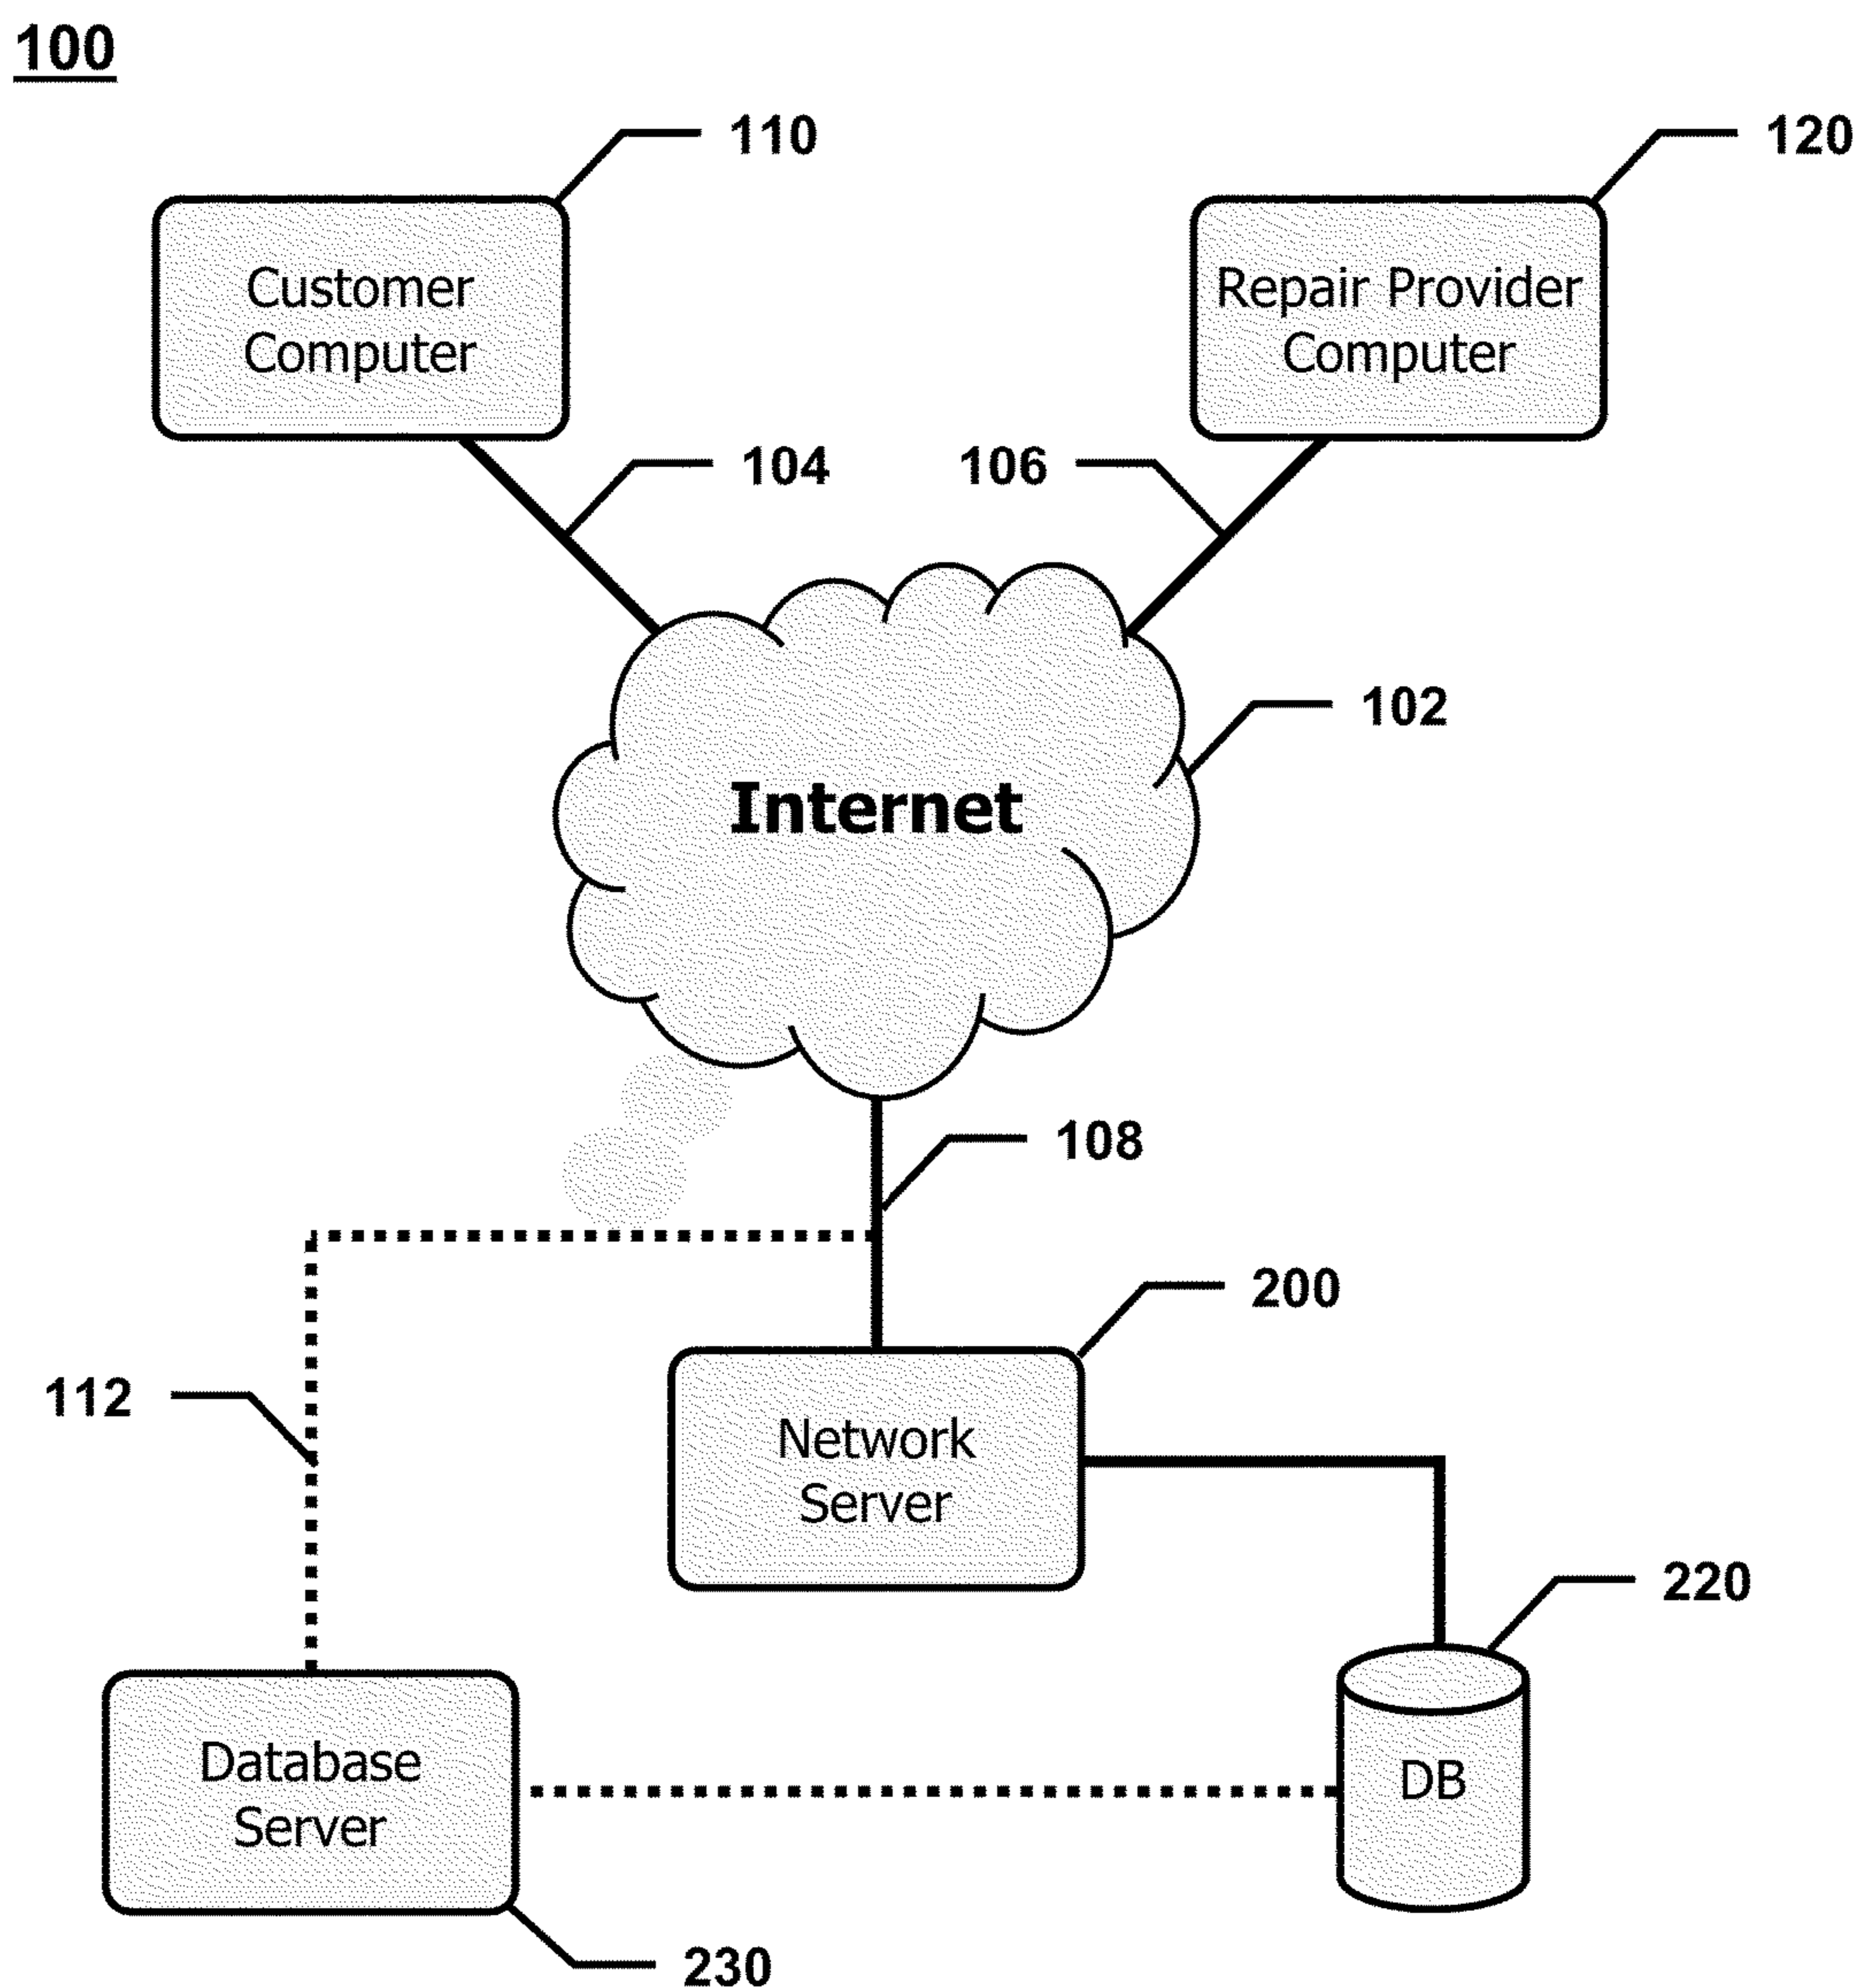 100
110
120
Customer
Computer
Repair Provider
Computer
104
106
102
Internet
108
200
112
Network
Server
220
Database
Server
DB
230